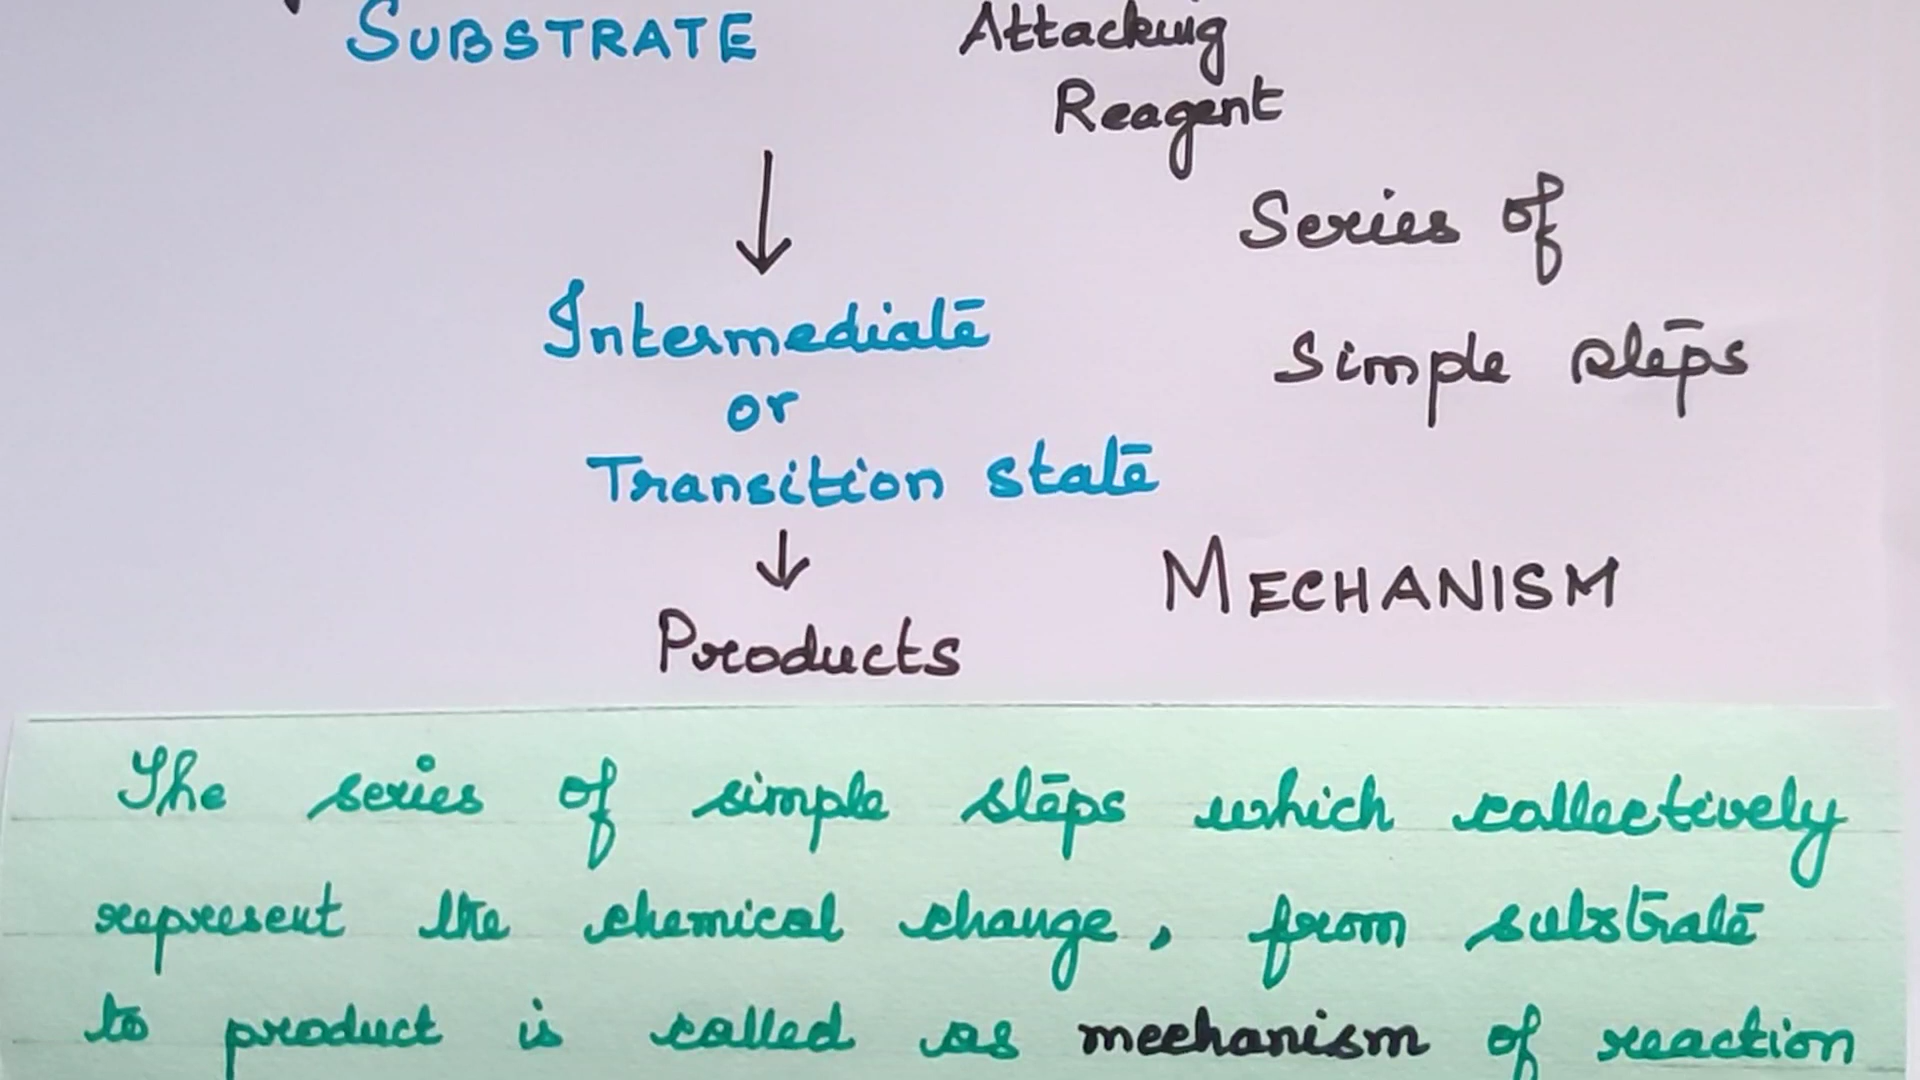 SUBSTRATE
Attacking
Reagent
Series of
Simple steps
Intermediate
or
Transition state
MECHANISM
Products
The series of simple steps which collectively
represent the chemical change, from substrate
to product is called as mechanism of reaction